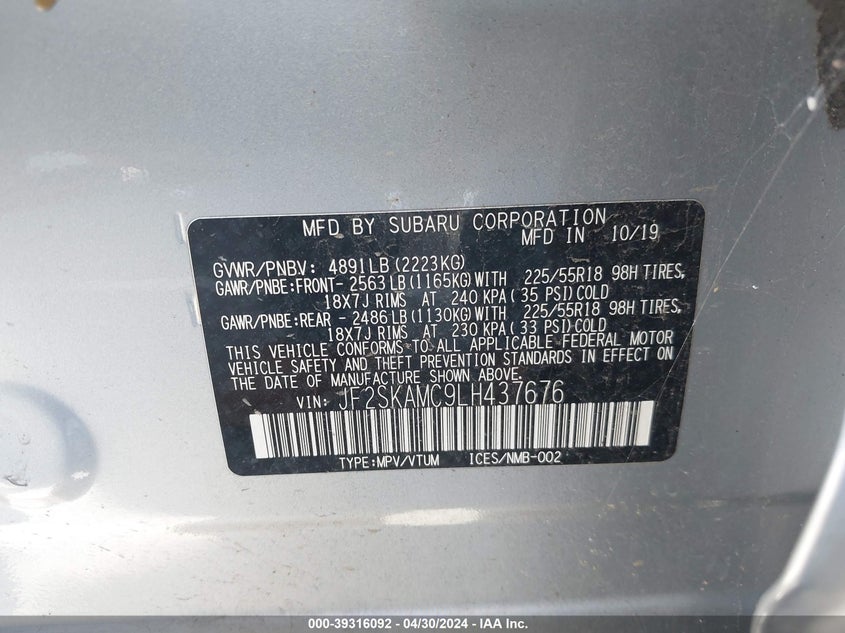 MFD BY SUBARU CORPORATION
MFD IN 10/19
GVWR/PNBV: 4891LB(2223KG)
GAWR/PNBE:FRONT- 2563LB(1165KG)WITH 225/55R18 98H TIRES,
18X7J RIMS AT 240 KPA( 35 PSI)COLD
GAWR/PNBE:REAR - 2486LB(1130KG)WITH 225/55R18 98H TIRES,
18X7J RIMS AT 230 KPA( 33 PSI)COLD
THIS VEHICLE CONFORMS TO ALL APPLICABLE FEDERAL MOTOR
VEHICLE SAFETY AND THEFT PREVENTION STANDARDS IN EFFECT ON
THE DATE OF MANUFACTURE SHOWN ABOVE.
VIN: JF2SKAMC9LH437676
TYPE:MPV/VTUM ICES/NMB-002
000-39316092 - 04/30/2024 - IAA Inc.